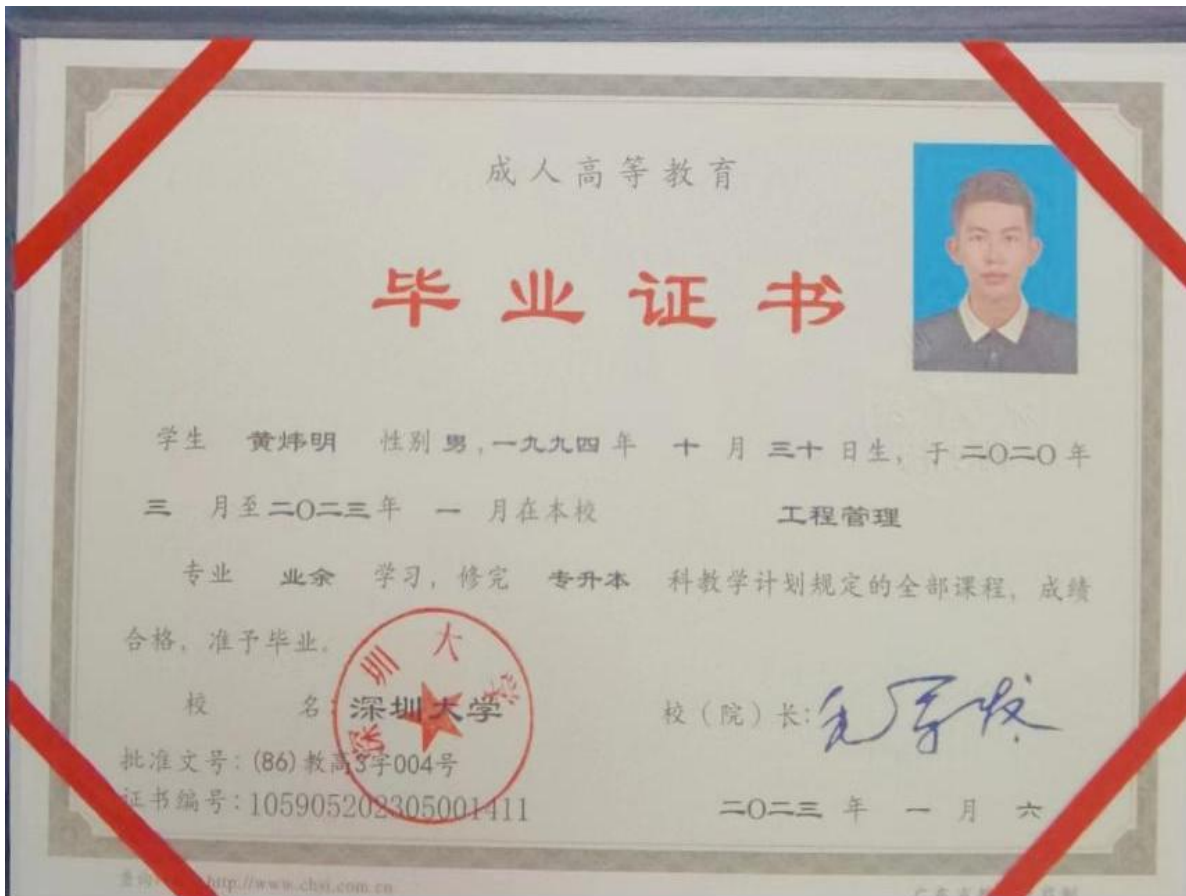 成人高等教育
毕业证书
学生 黄炜明 性别 男,一九九四 年 十 月 三十 日生, 于 二〇二〇 年
三 月至 二〇二三 年 一 月在本校 工程管理
专业 业余 学习, 修完 专升本 科教学计划规定的全部课程, 成绩
合格, 准予毕业。
校 名: 深圳大学 校(院)长:
深圳大学
批准文号: (86)教高3字004号
证书编号: 105905202305001411
二〇二三 年 一 月 六
http://www.chsi.com.cn